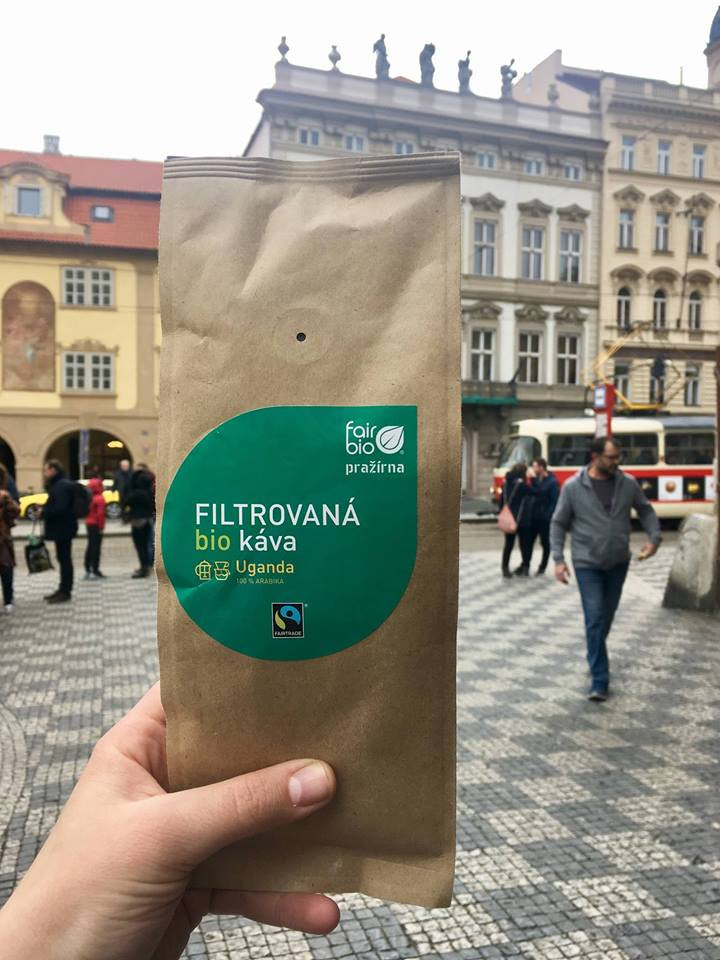 fair
bio
pražírna
FILTROVANÁ
bio káva
Uganda
100 % ARABIKA
FAIRTRADE